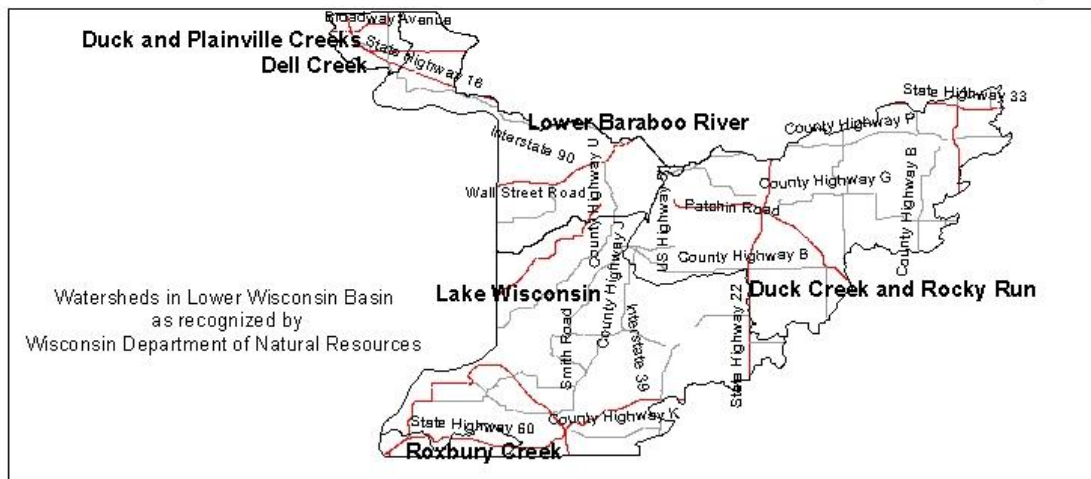 Broadway Avenue
Duck and Plainville Creeks
State Highway 16
Dell Creek
State Highway 33
Lower Baraboo River
County Highway P
Interstate 90
County Highway U
County Highway B
Wall Street Road
County Highway G
US Highway
Patchin Road
County Highway J
County Highway B
Lake Wisconsin
Duck Creek and Rocky Run
Watersheds in Lower Wisconsin Basin
as recognized by
Wisconsin Department of Natural Resources
Smith Road
Interstate 39
State Highway 22
State Highway 60
County Highway K
Roxbury Creek